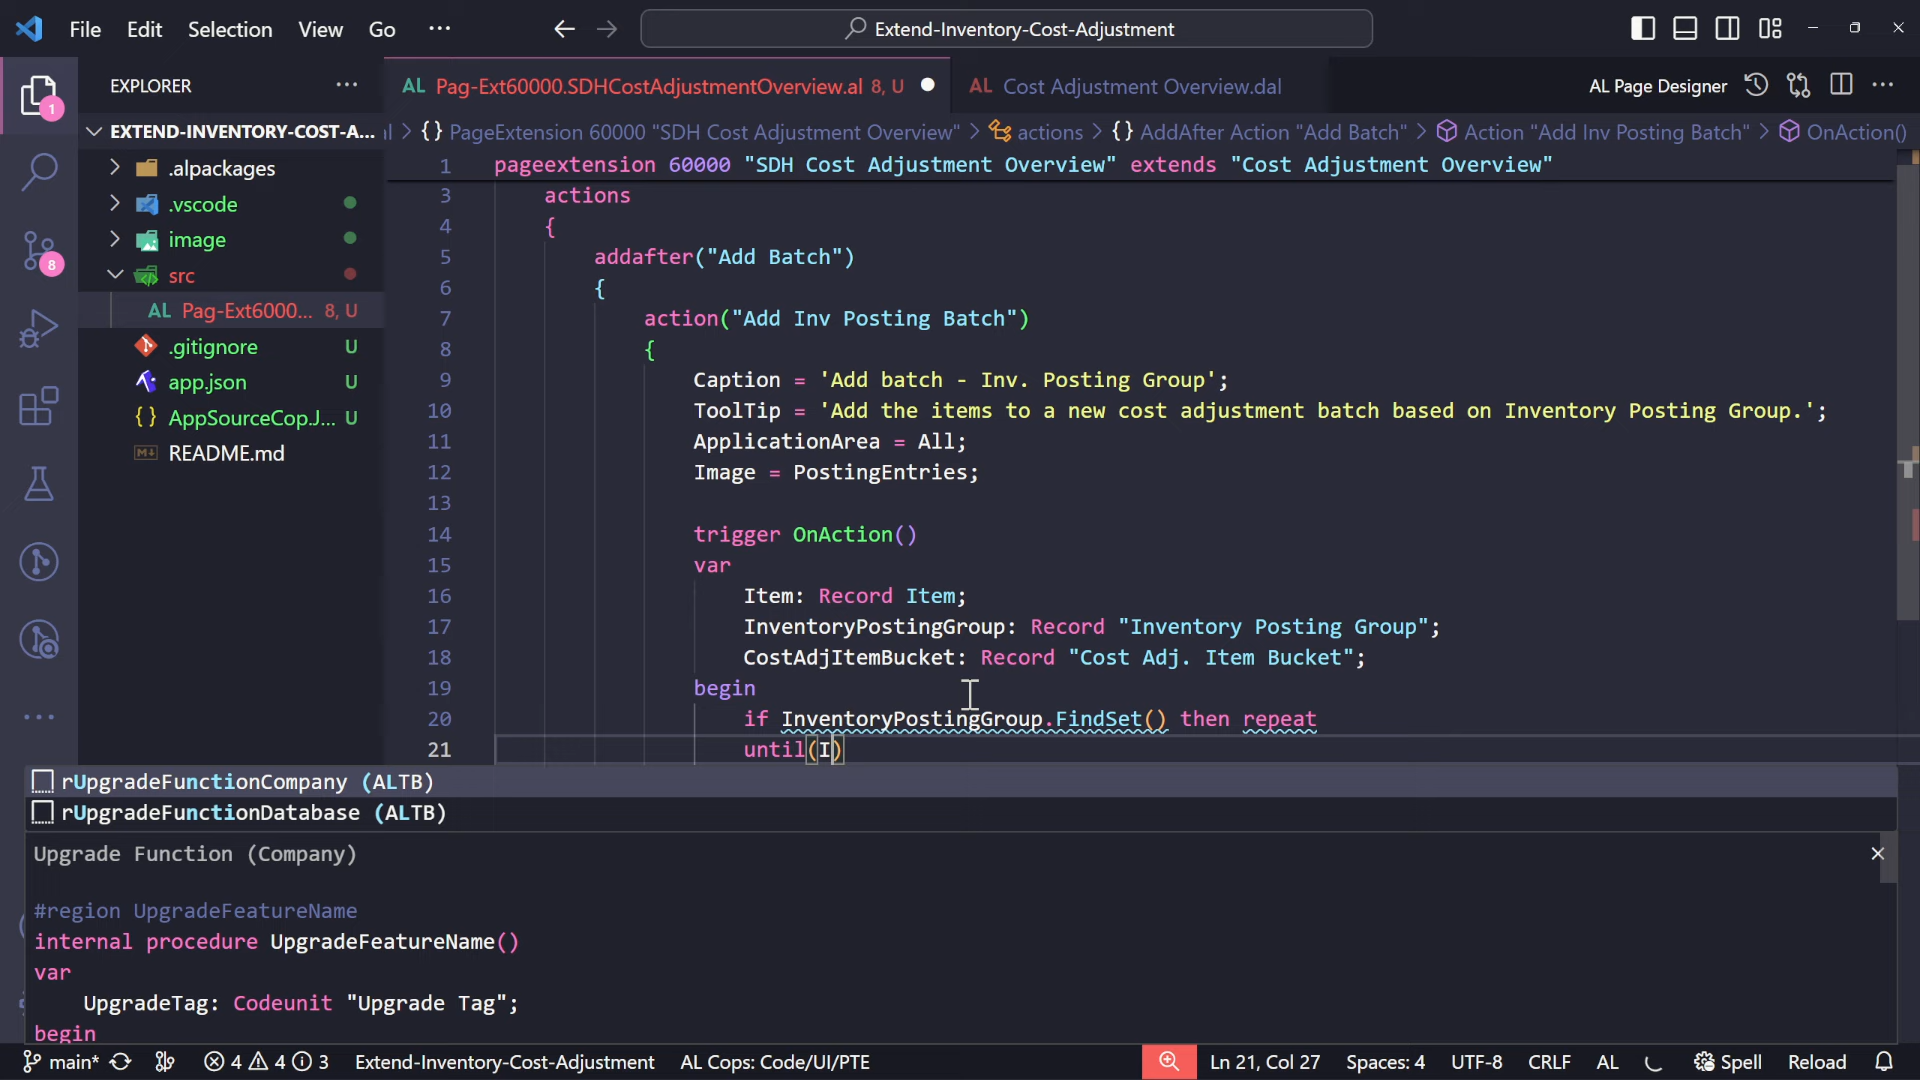 File Edit Selection View Go ···
Extend-Inventory-Cost-Adjustment
EXPLORER ···
AL Pag-Ext60000.SDHCostAdjustmentOverview.al 8, U
AL Cost Adjustment Overview.dal
AL Page Designer
EXTEND-INVENTORY-COST-A...
al > {} PageExtension 60000 "SDH Cost Adjustment Overview" > actions > {} AddAfter Action "Add Batch" > Action "Add Inv Posting Batch" > OnAction()
1
.alpackages
.vscode
image
src
AL Pag-Ext6000... 8, U
.gitignore U
app.json U
{} AppSourceCop.J... U
README.md
8
1 pageextension 60000 "SDH Cost Adjustment Overview" extends "Cost Adjustment Overview"
3 actions
4 {
5 addafter("Add Batch")
6 {
7 action("Add Inv Posting Batch")
8 {
9 Caption = 'Add batch - Inv. Posting Group';
10 ToolTip = 'Add the items to a new cost adjustment batch based on Inventory Posting Group.';
11 ApplicationArea = All;
12 Image = PostingEntries;
13
14 trigger OnAction()
15 var
16 Item: Record Item;
17 InventoryPostingGroup: Record "Inventory Posting Group";
18 CostAdjItemBucket: Record "Cost Adj. Item Bucket";
19 begin
20 if InventoryPostingGroup.FindSet() then repeat
21 until(I)
rUpgradeFunctionCompany (ALTB)
rUpgradeFunctionDatabase (ALTB)
Upgrade Function (Company)
#region UpgradeFeatureName
internal procedure UpgradeFeatureName()
var
UpgradeTag: Codeunit "Upgrade Tag";
begin
main* 4 4 3 Extend-Inventory-Cost-Adjustment AL Cops: Code/UI/PTE Ln 21, Col 27 Spaces: 4 UTF-8 CRLF AL Spell Reload